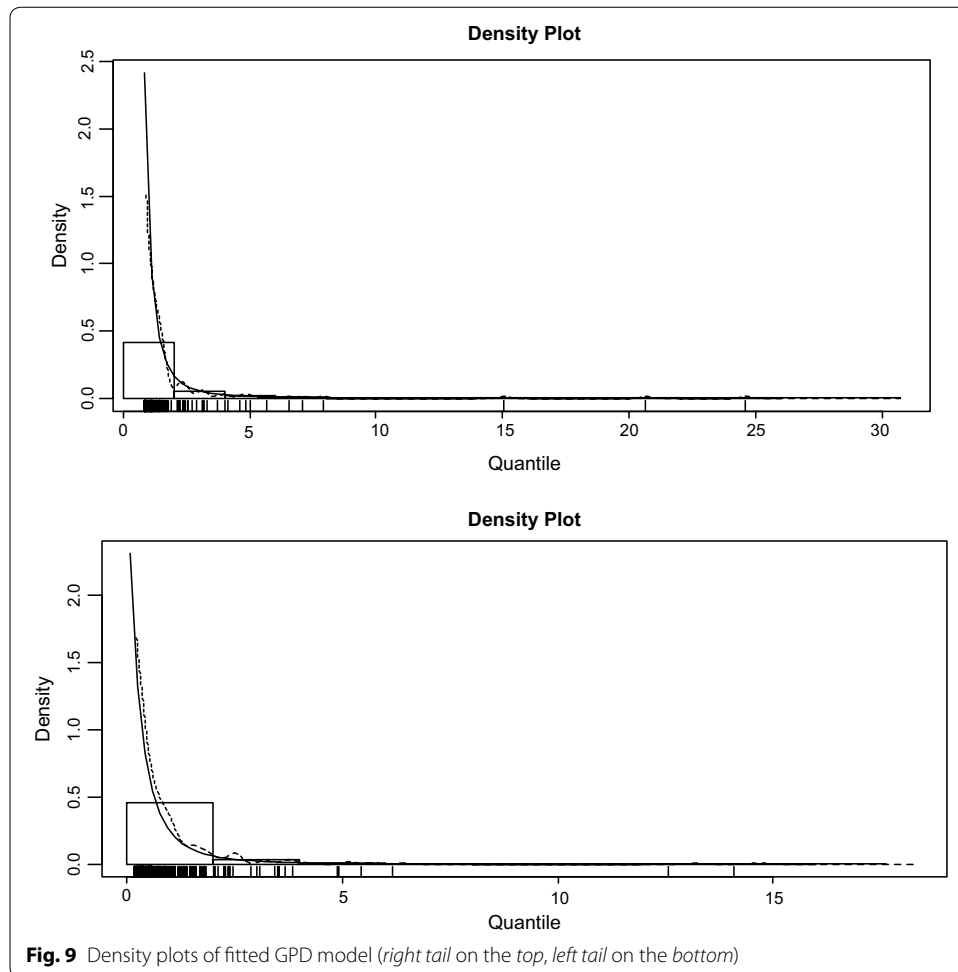 Density Plot
2.5
2.0
1.5
1.0
0.5
0.0
Density
0 5 10 15 20 25 30
Quantile
Density Plot
2.0
1.5
1.0
0.5
0.0
Density
0 5 10 15
Quantile
Fig. 9 Density plots of fitted GPD model (right tail on the top, left tail on the bottom)